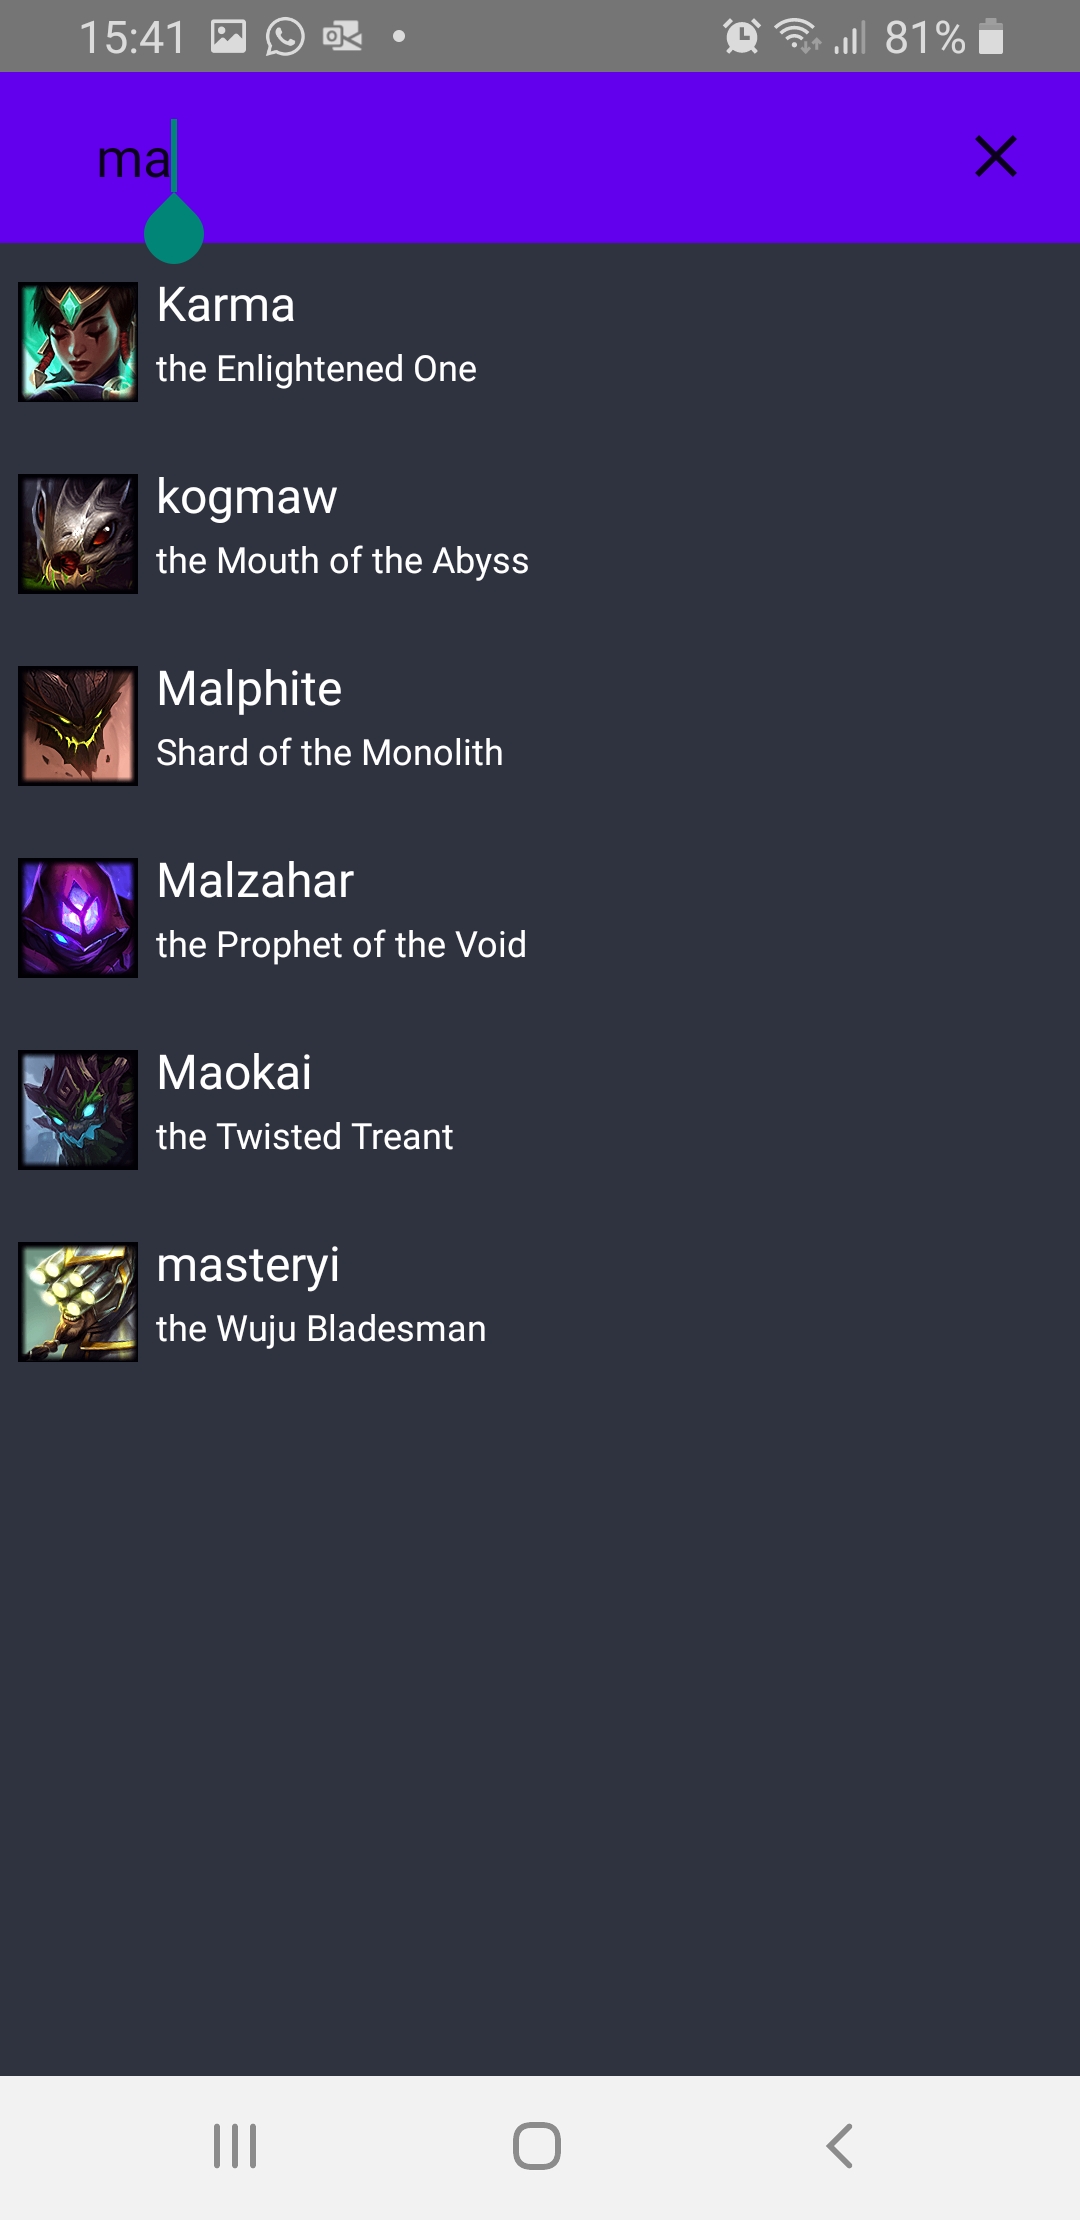 15:41 81%
ma
Karma
the Enlightened One
kogmaw
the Mouth of the Abyss
Malphite
Shard of the Monolith
Malzahar
the Prophet of the Void
Maokai
the Twisted Treant
masteryi
the Wuju Bladesman